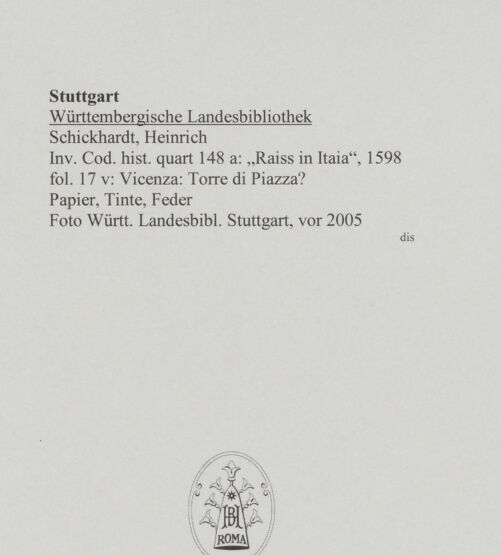 Stuttgart
Württembergische Landesbibliothek
Schickhardt, Heinrich
Inv. Cod. hist. quart 148 a: „Raiss in Itaia“, 1598
fol. 17 v: Vicenza: Torre di Piazza?
Papier, Tinte, Feder
Foto Württ. Landesbibl. Stuttgart, vor 2005
dis
BH
ROMA